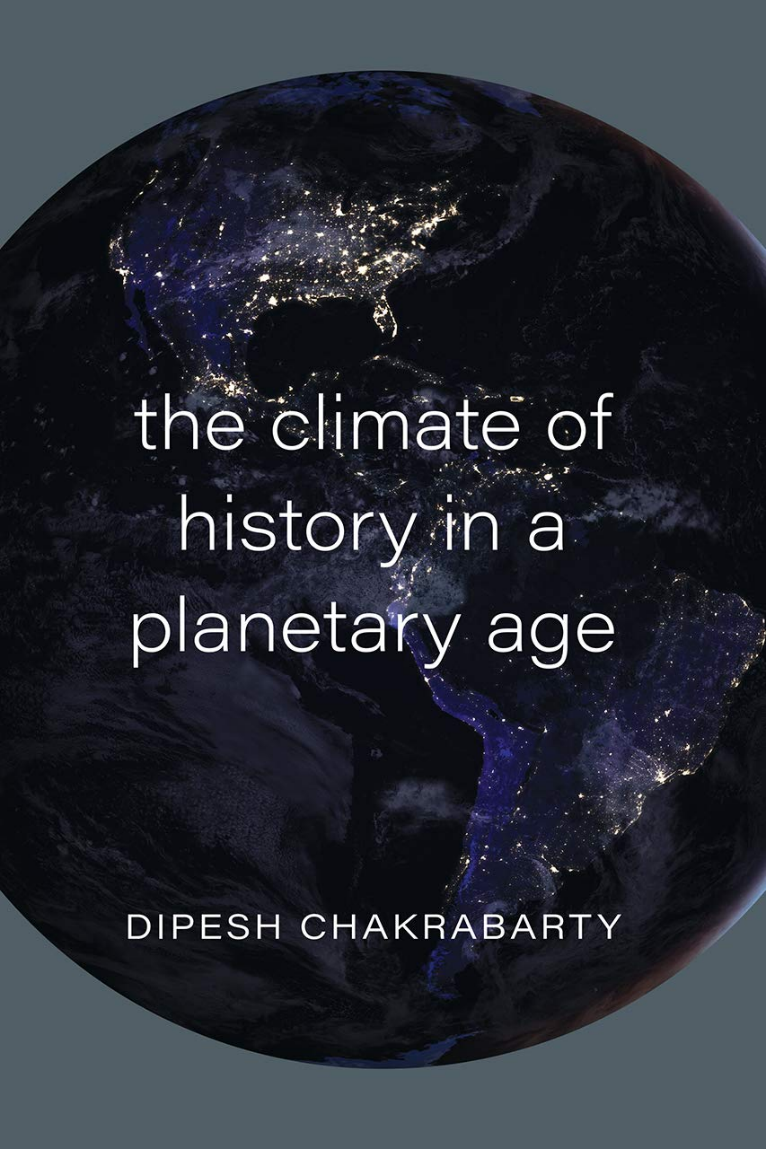 the climate of
history in a
planetary age
DIPESH CHAKRABARTY